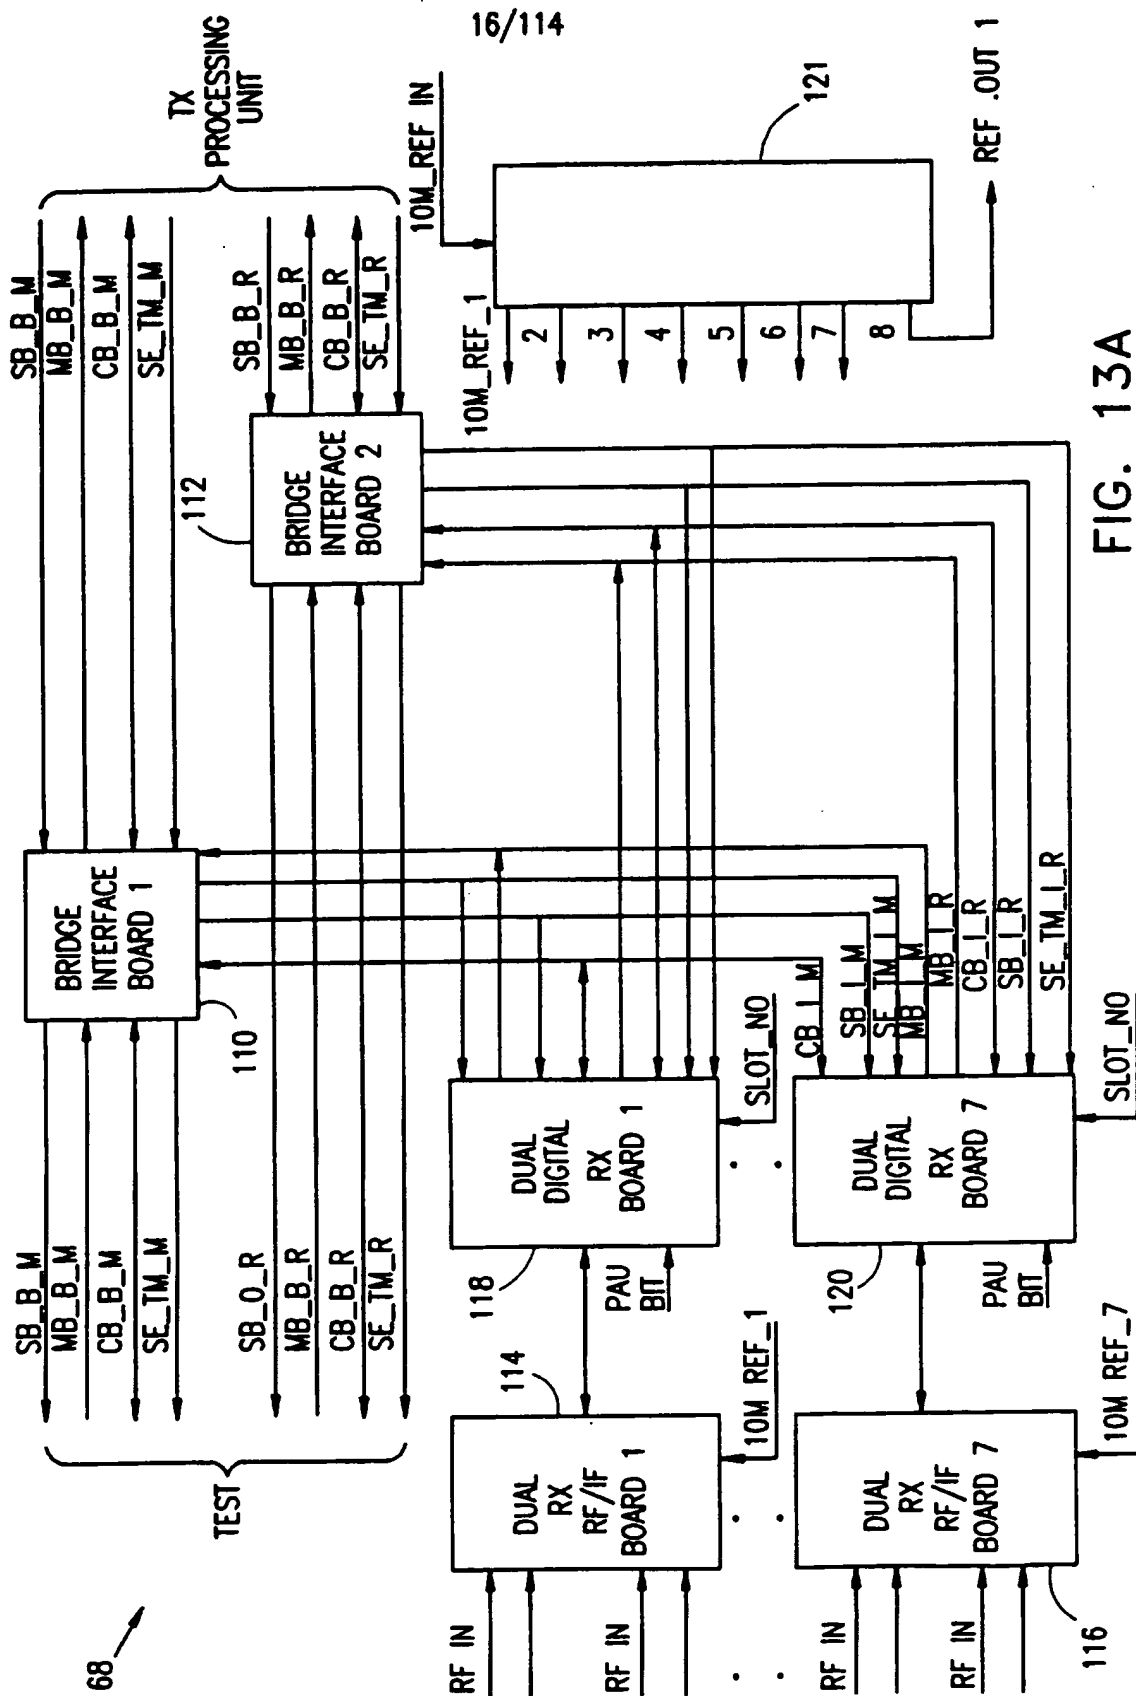 16/114
68
TEST
SB_B_M
MB_B_M
CB_B_M
SE_TM_M
SB_O_R
MB_B_R
CB_B_R
SE_TM_R
BRIDGE
INTERFACE
BOARD 1
110
SB_B_M
MB_B_M
CB_B_M
SE_TM_M
TX
PROCESSING
UNIT
SB_B_R
MB_B_R
CB_B_R
SE_TM_R
BRIDGE
INTERFACE
BOARD 2
112
RF IN
RF IN
DUAL
RX
RF/IF
BOARD 1
114
10M REF_1
DUAL
DIGITAL
RX
BOARD 1
118
PAU
BIT
SLOT_NO
RF IN
RF IN
DUAL
RX
RF/IF
BOARD 7
116
10M REF_7
DUAL
DIGITAL
RX
BOARD 7
120
PAU
BIT
SLOT_NO
CB_I_M
SB_I_M
SE_TM_I_M
MB_I_M
MB_I_R
CB_I_R
SB_I_R
SE_TM_I_R
10M_REF IN
10M_REF_1
2
3
4
5
6
7
8
121
REF .OUT 1
FIG. 13A